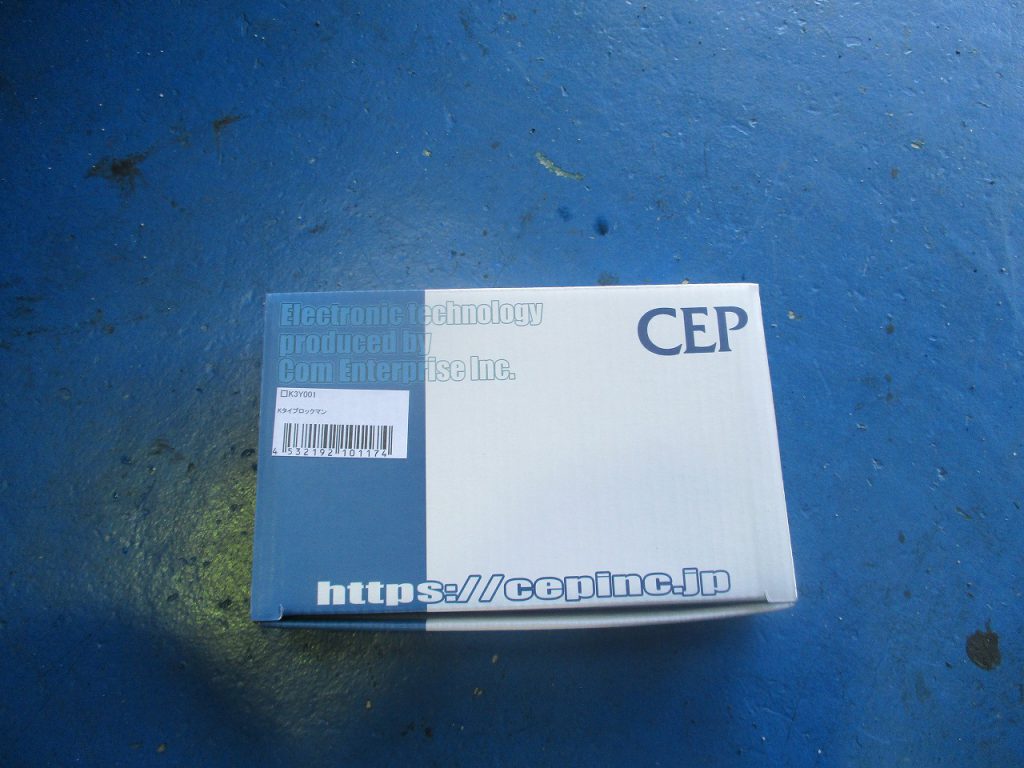 Electronic technology
produced by
Com Enterprise Inc.
CEP
□K3Y001
Kタイプロックマン
4 532192 101174
https://cepinc.jp